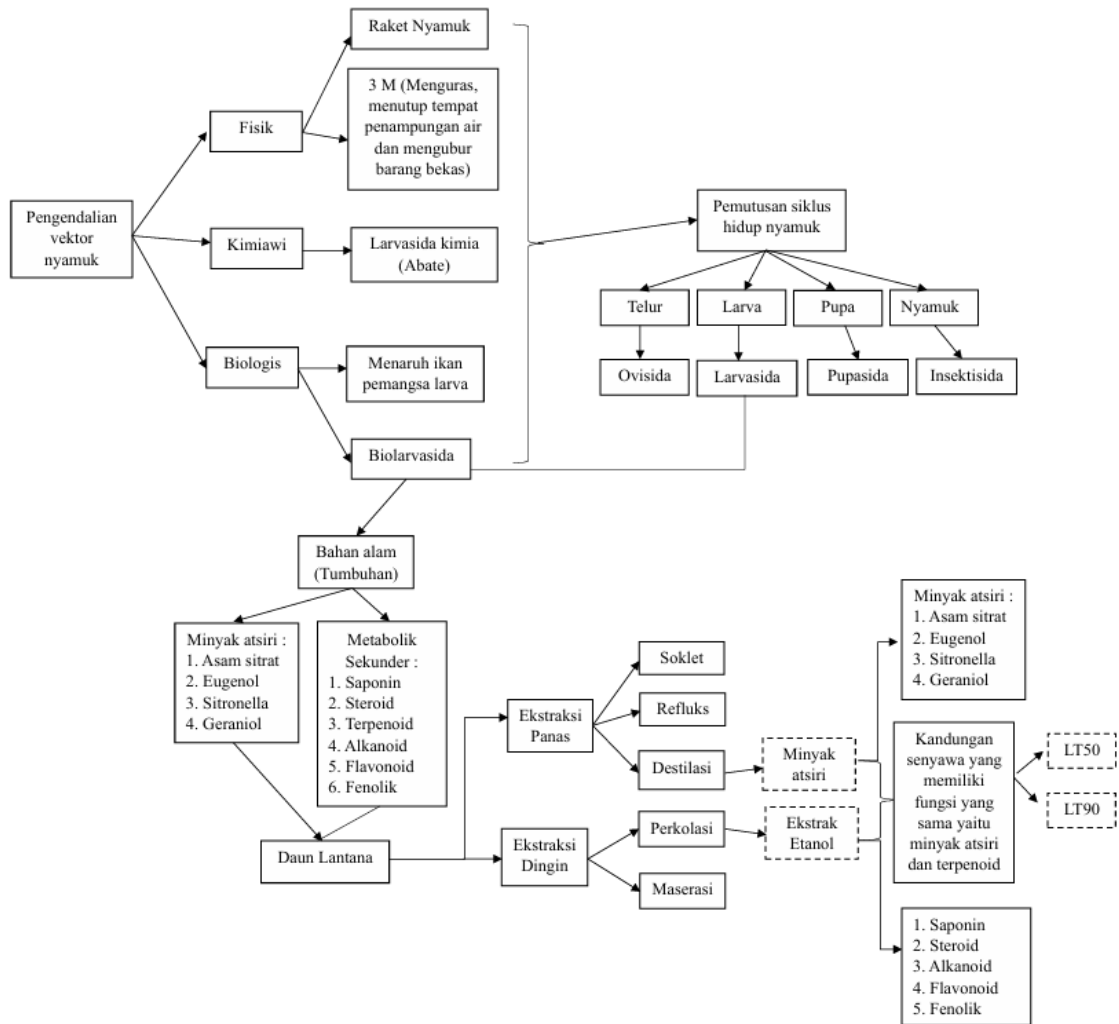 Raket Nyamuk
3 M (Menguras,
menutup tempat
penampungan air
dan mengubur
barang bekas)
Fisik
Pengendalian
vektor
nyamuk
Kimiawi
Larvasida kimia
(Abate)
Biologis
Menaruh ikan
pemangsa larva
Biolarvasida
Pemutusan siklus
hidup nyamuk
Telur
Larva
Pupa
Nyamuk
Ovisida
Larvasida
Pupasida
Insektisida
Bahan alam
(Tumbuhan)
Minyak atsiri :
1. Asam sitrat
2. Eugenol
3. Sitronella
4. Geraniol
Metabolik
Sekunder :
1. Saponin
2. Steroid
3. Terpenoid
4. Alkanoid
5. Flavonoid
6. Fenolik
Daun Lantana
Ekstraksi
Panas
Ekstraksi
Dingin
Soklet
Refluks
Destilasi
Perkolasi
Maserasi
Minyak
atsiri
Ekstrak
Etanol
Minyak atsiri :
1. Asam sitrat
2. Eugenol
3. Sitronella
4. Geraniol
Kandungan
senyawa yang
memiliki
fungsi yang
sama yaitu
minyak atsiri
dan terpenoid
LT50
LT90
1. Saponin
2. Steroid
3. Alkanoid
4. Flavonoid
5. Fenolik